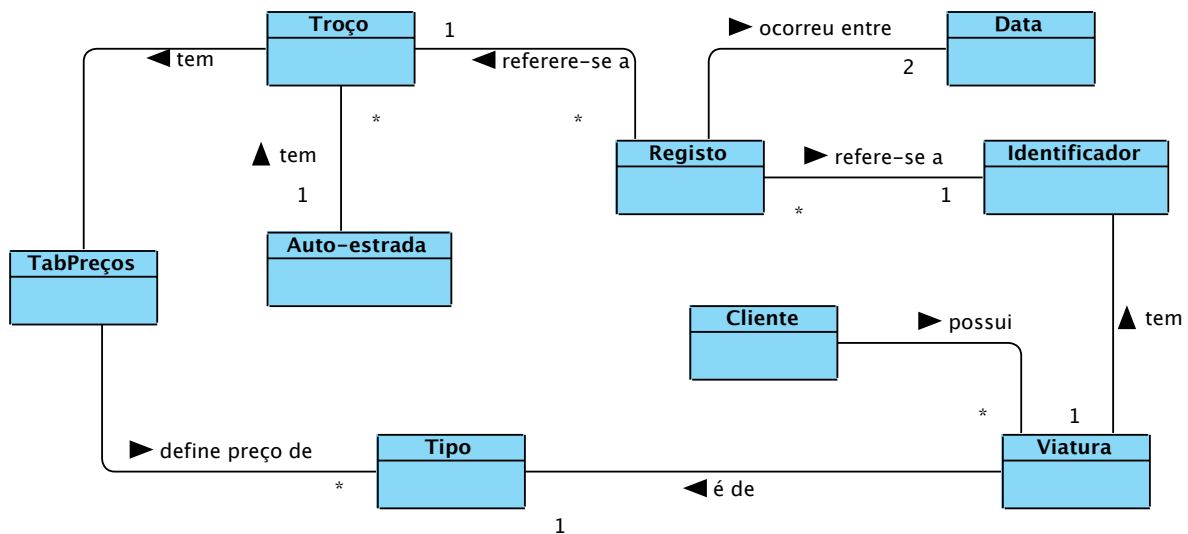 Troço
1
ocorreu entre
Data
tem
referere-se a
2
*
*
tem
Registo
refere-se a
Identificador
1
*
1
Auto-estrada
TabPreços
Cliente
possui
tem
*
1
define preço de
Tipo
Viatura
*
é de
1